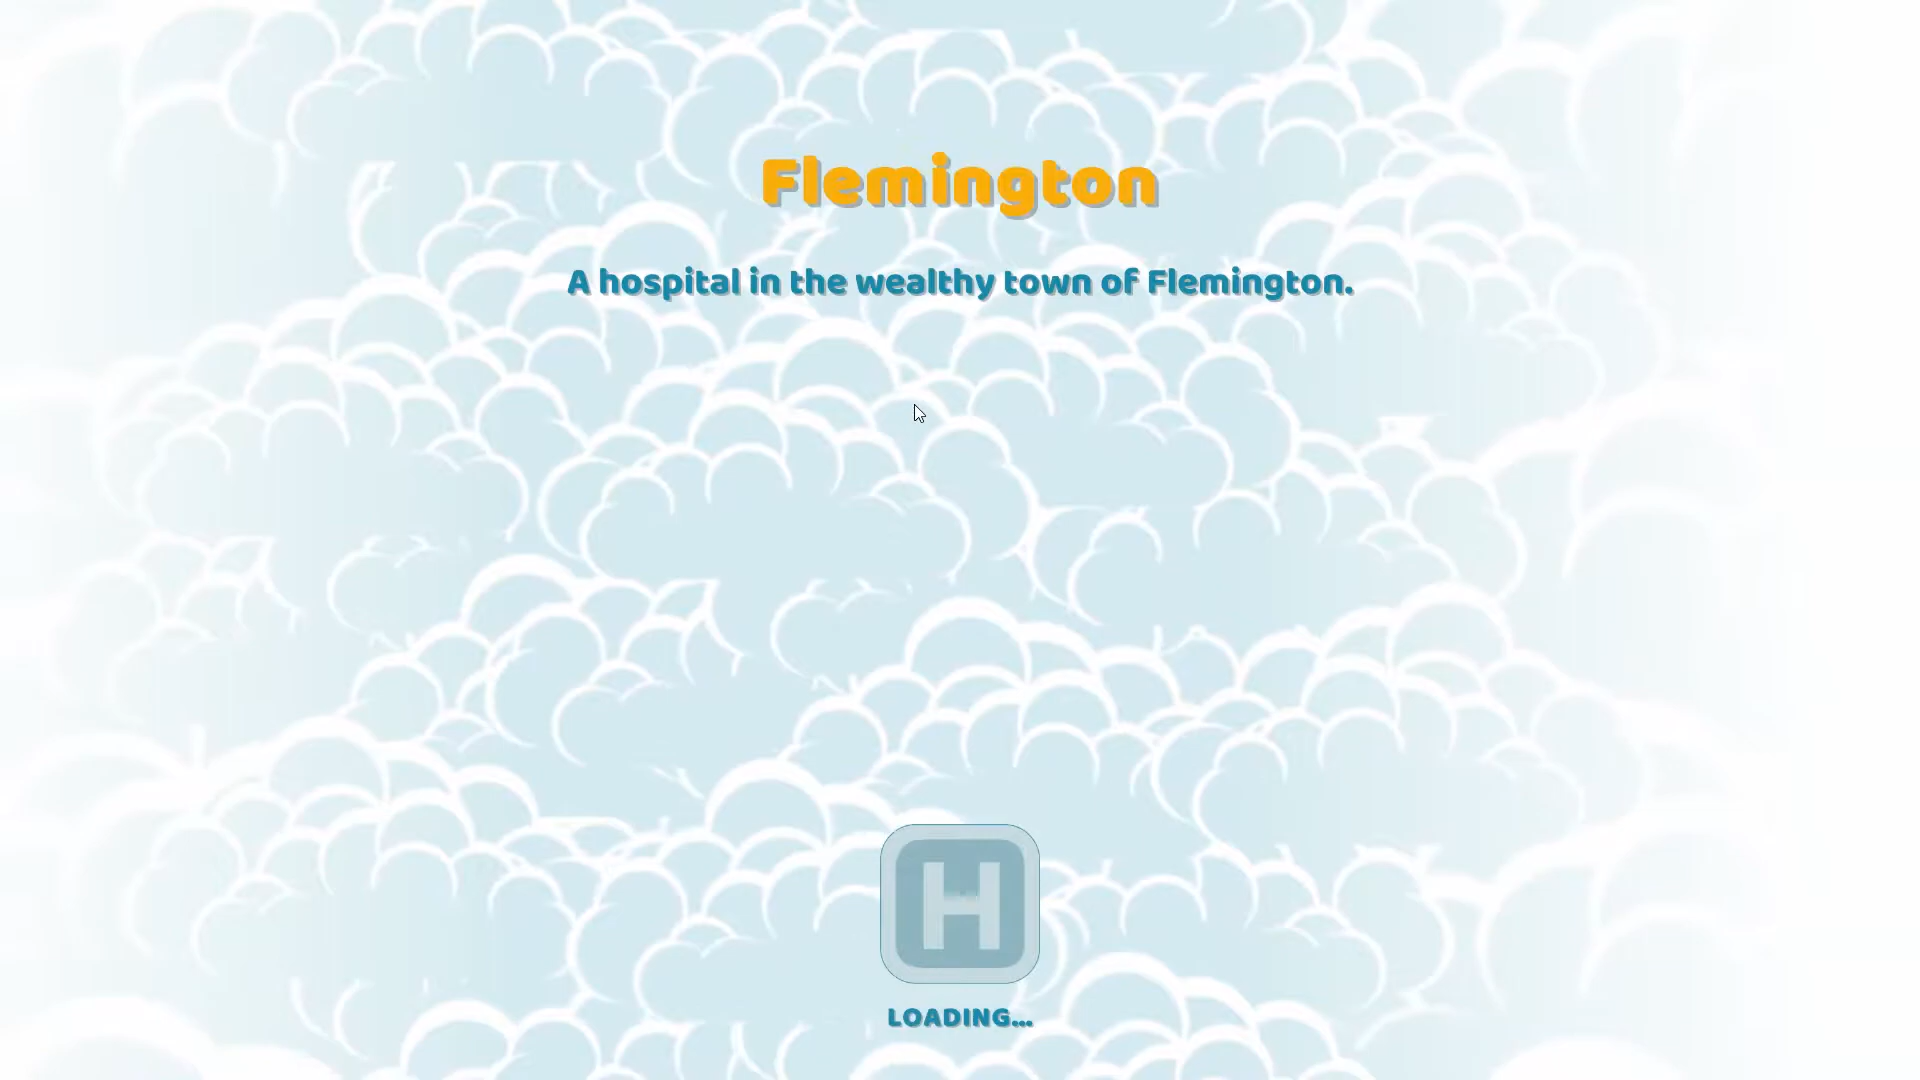 Flemington
A hospital in the wealthy town of Flemington.
H
LOADING...